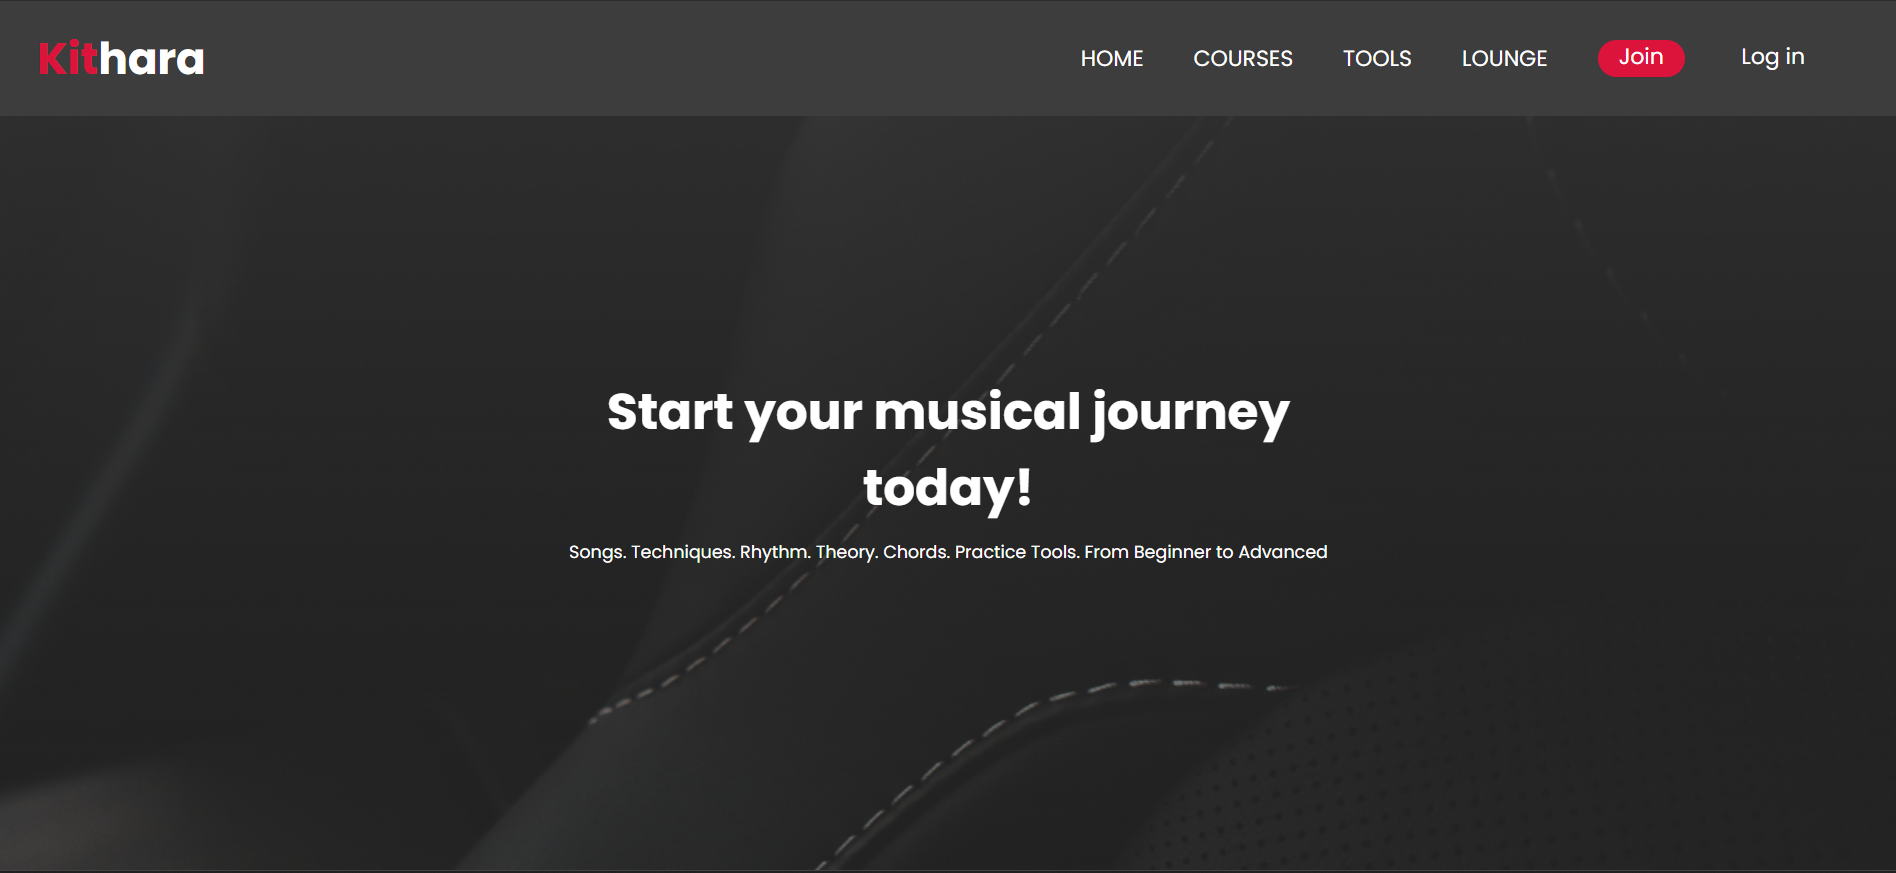 Kithara
HOME COURSES TOOLS LOUNGE Join Log in
Start your musical journey
today!
Songs. Techniques. Rhythm. Theory. Chords. Practice Tools. From Beginner to Advanced